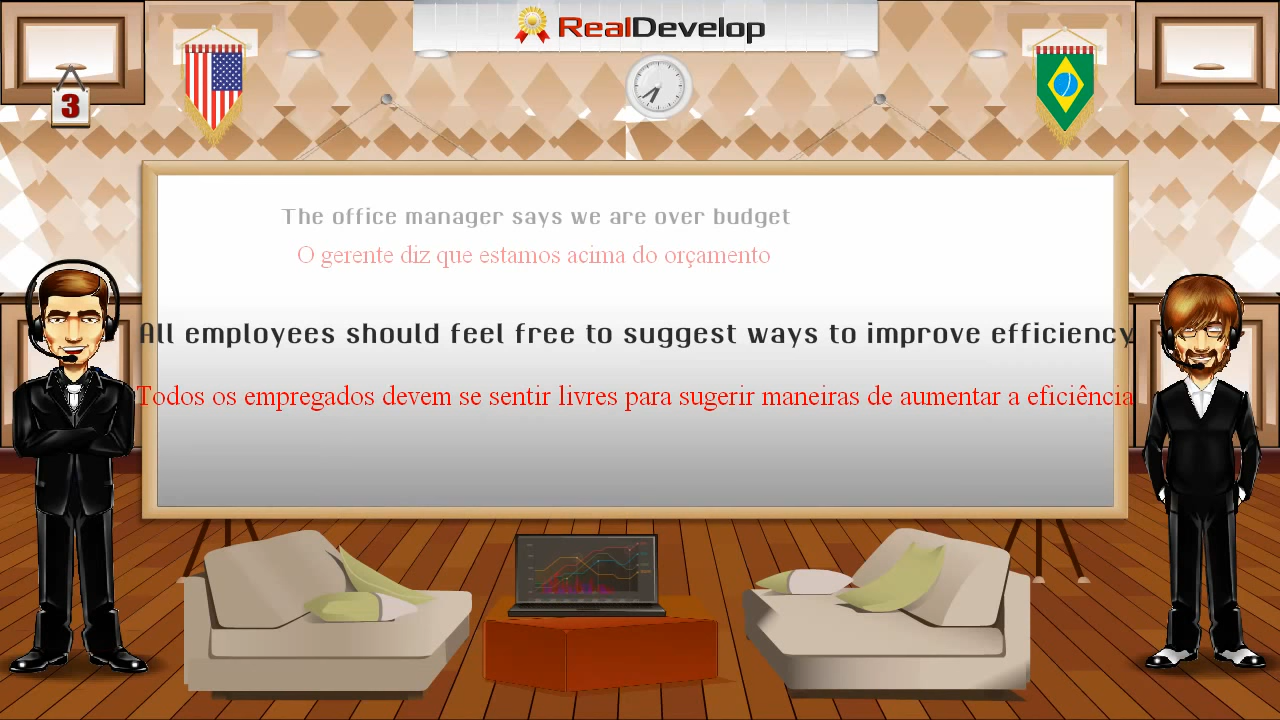 RealDevelop
3
The office manager says we are over budget
O gerente diz que estamos acima do orçamento
All employees should feel free to suggest ways to improve efficiency
Todos os empregados devem se sentir livres para sugerir maneiras de aumentar a eficiência